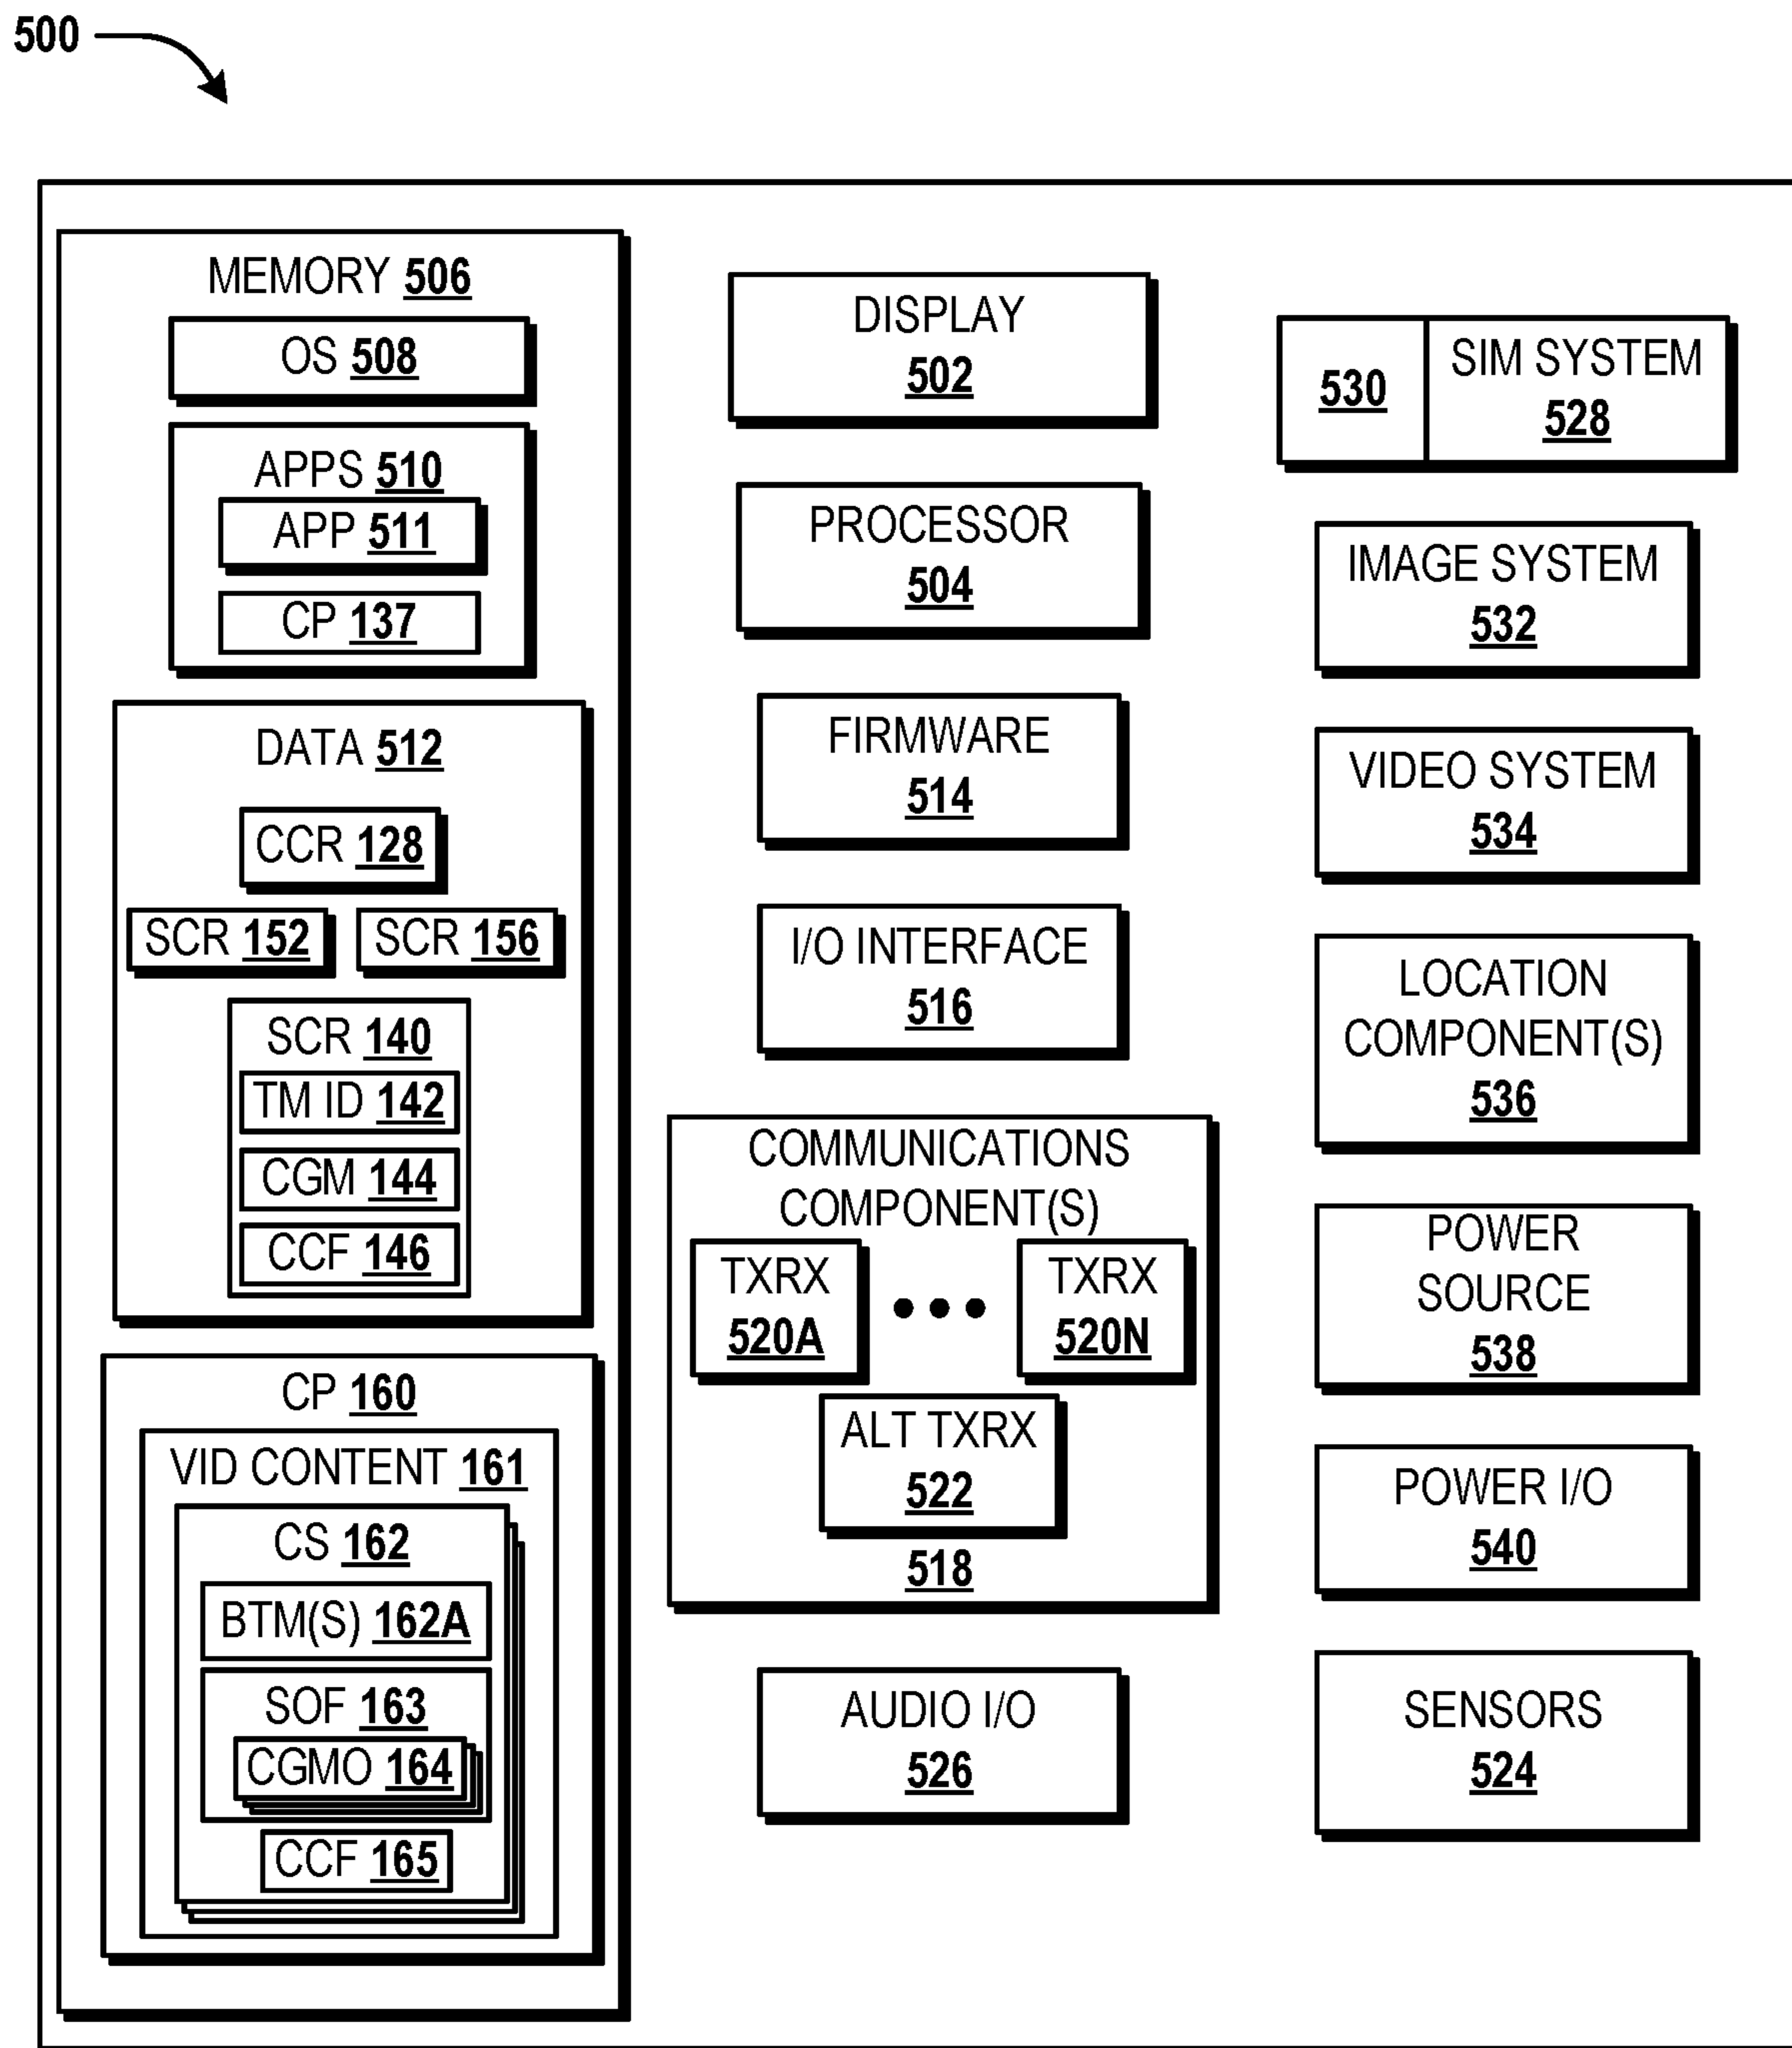 500
MEMORY 506
OS 508
APPS 510
APP 511
CP 137
DATA 512
CCR 128
SCR 152
SCR 156
SCR 140
TM ID 142
CGM 144
CCF 146
CP 160
VID CONTENT 161
CS 162
BTM(S) 162A
SOF 163
CGMO 164
CCF 165
DISPLAY
502
PROCESSOR
504
FIRMWARE
514
I/O INTERFACE
516
COMMUNICATIONS
COMPONENT(S)
TXRX
520A
TXRX
520N
ALT TXRX
522
518
AUDIO I/O
526
530
SIM SYSTEM
528
IMAGE SYSTEM
532
VIDEO SYSTEM
534
LOCATION
COMPONENT(S)
536
POWER
SOURCE
538
POWER I/O
540
SENSORS
524